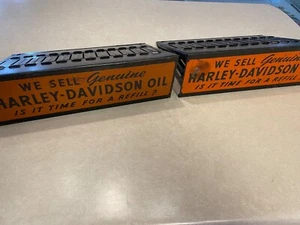 WE SELL Genuine
HARLEY-DAVIDSON OIL
IS IT TIME FOR A REFILL?
WE SELL Genuine
HARLEY-DAVIDSON
IS IT TIME FOR A REFILL?